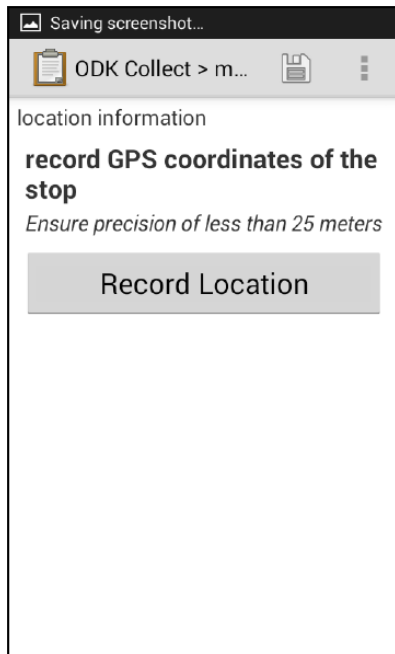 Saving screenshot...
ODK Collect > m...
location information
record GPS coordinates of the
stop
Ensure precision of less than 25 meters
Record Location